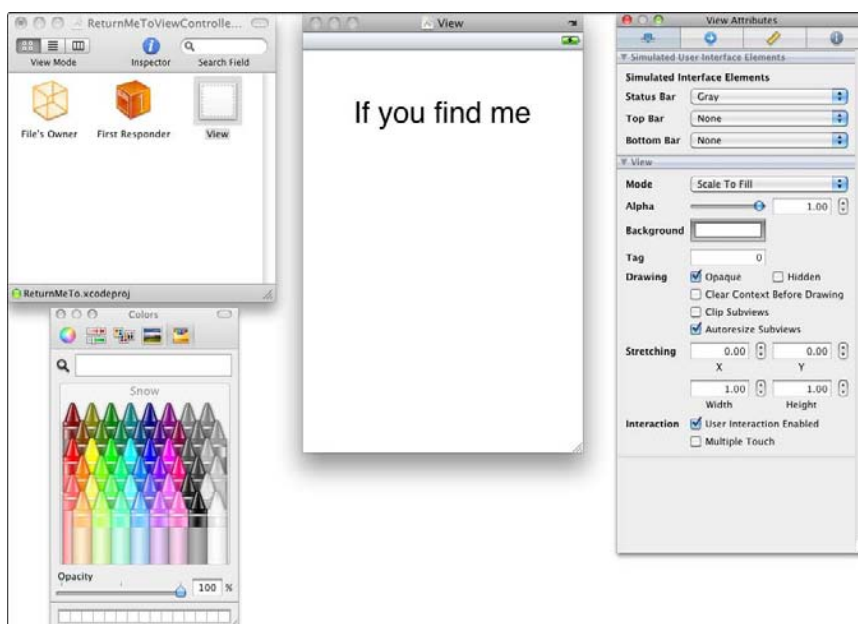 ReturnMeToViewControlle...
View Mode
Inspector
Search Field
File's Owner
First Responder
View
ReturnMeTo.xcodeproj
View
If you find me
Colors
Snow
Opacity
100 %
View Attributes
Simulated User Interface Elements
Simulated Interface Elements
Status Bar Gray
Top Bar None
Bottom Bar None
View
Mode Scale To Fill
Alpha 1.00
Background
Tag 0
Drawing Opaque Hidden
Clear Context Before Drawing
Clip Subviews
Autoresize Subviews
Stretching 0.00 0.00
X Y
1.00 1.00
Width Height
Interaction User Interaction Enabled
Multiple Touch